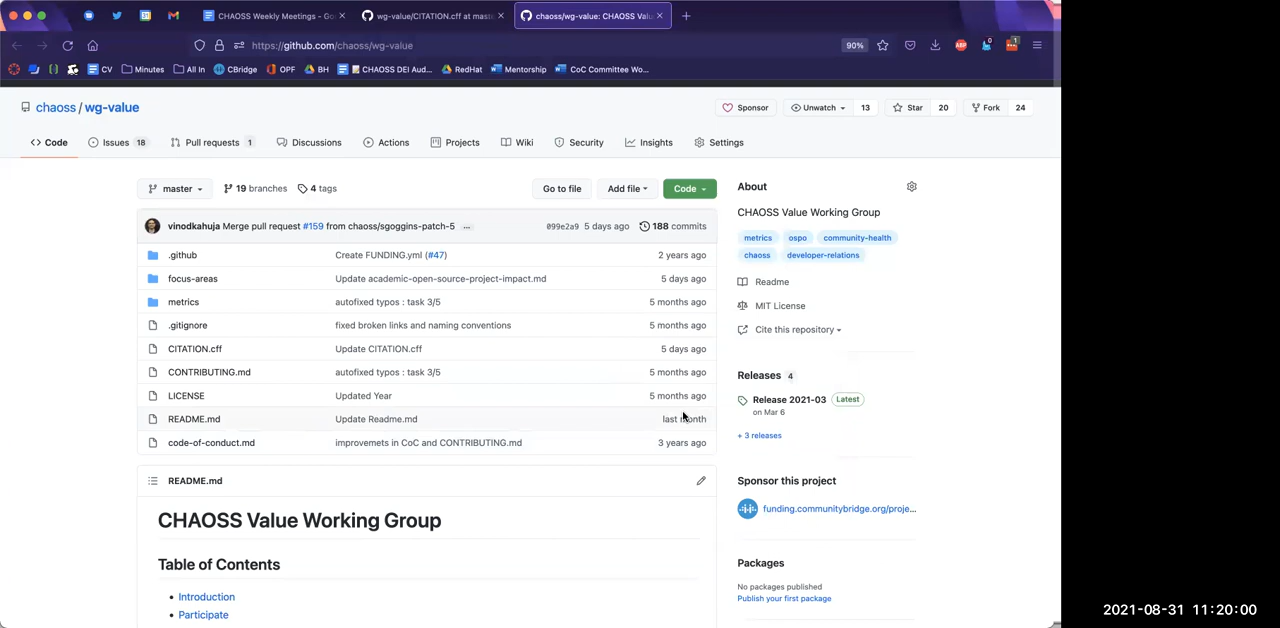 CHAOSS Weekly Meetings - Go
wg-value/CITATION.cff at maste
chaoss/wg-value: CHAOSS Valu
https://github.com/chaoss/wg-value
90%
ABP
0
1
CV
Minutes
All In
CBridge
OPF
BH
CHAOSS DEI Aud...
RedHat
Mentorship
CoC Committee Wo...
chaoss / wg-value
Sponsor
Unwatch
13
Star
20
Fork
24
Code
Issues 18
Pull requests 1
Discussions
Actions
Projects
Wiki
Security
Insights
Settings
master
19 branches
4 tags
Go to file
Add file
Code
vinodkahuja Merge pull request #159 from chaoss/sgoggins-patch-5 ...
099e2a9 5 days ago
188 commits
.github Create FUNDING.yml (#47) 2 years ago
focus-areas Update academic-open-source-project-impact.md 5 days ago
metrics autofixed typos : task 3/5 5 months ago
.gitignore fixed broken links and naming conventions 5 months ago
CITATION.cff Update CITATION.cff 5 days ago
CONTRIBUTING.md autofixed typos : task 3/5 5 months ago
LICENSE Updated Year 5 months ago
README.md Update Readme.md last month
code-of-conduct.md improvemets in CoC and CONTRIBUTING.md 3 years ago
README.md
CHAOSS Value Working Group
Table of Contents
Introduction
Participate
About
CHAOSS Value Working Group
metrics
ospo
community-health
chaoss
developer-relations
Readme
MIT License
Cite this repository
Releases 4
Release 2021-03 Latest
on Mar 6
+ 3 releases
Sponsor this project
funding.communitybridge.org/proje...
Packages
No packages published
Publish your first package
2021-08-31 11:20:00